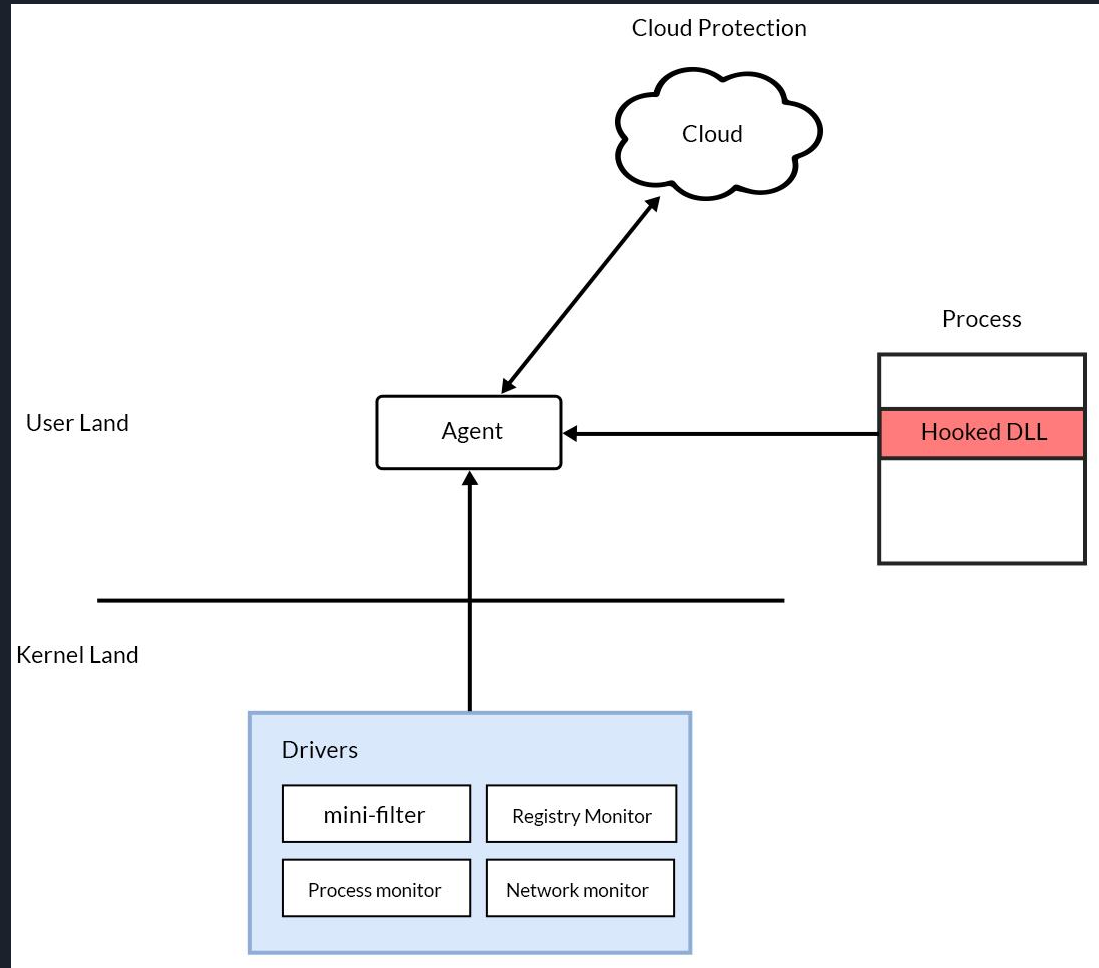 Cloud Protection
Cloud
Process
User Land
Agent
Hooked DLL
Kernel Land
Drivers
mini-filter
Registry Monitor
Process monitor
Network monitor